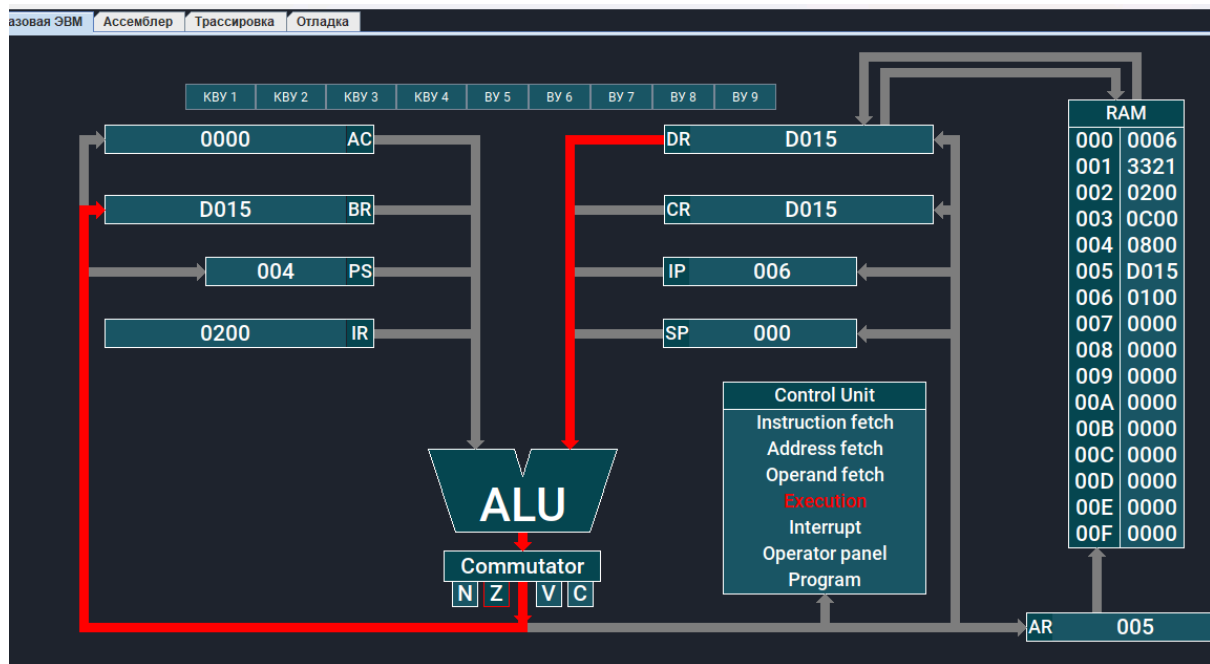 азовая ЭВМ Ассемблер Трассировка Отладка
КВУ 1 КВУ 2 КВУ 3 КВУ 4 ВУ 5 ВУ 6 ВУ 7 ВУ 8 ВУ 9
0000 AC
DR D015
D015 BR
CR D015
004 PS
IP 006
0200 IR
SP 000
RAM
000 0006
001 3321
002 0200
003 0C00
004 0800
005 D015
006 0100
007 0000
008 0000
009 0000
00A 0000
00B 0000
00C 0000
00D 0000
00E 0000
00F 0000
Control Unit
Instruction fetch
Address fetch
Operand fetch
Execution
Interrupt
Operator panel
Program
ALU
Commutator
N Z V C
AR 005